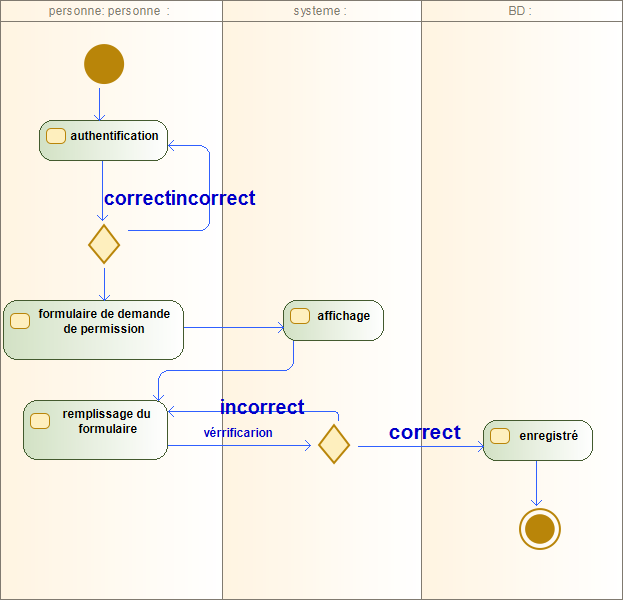 personne: personne :
systeme :
BD :
authentification
correctincorrect
formulaire de demande
de permission
affichage
incorrect
remplissage du
formulaire
vérrificarion
correct
enregistré